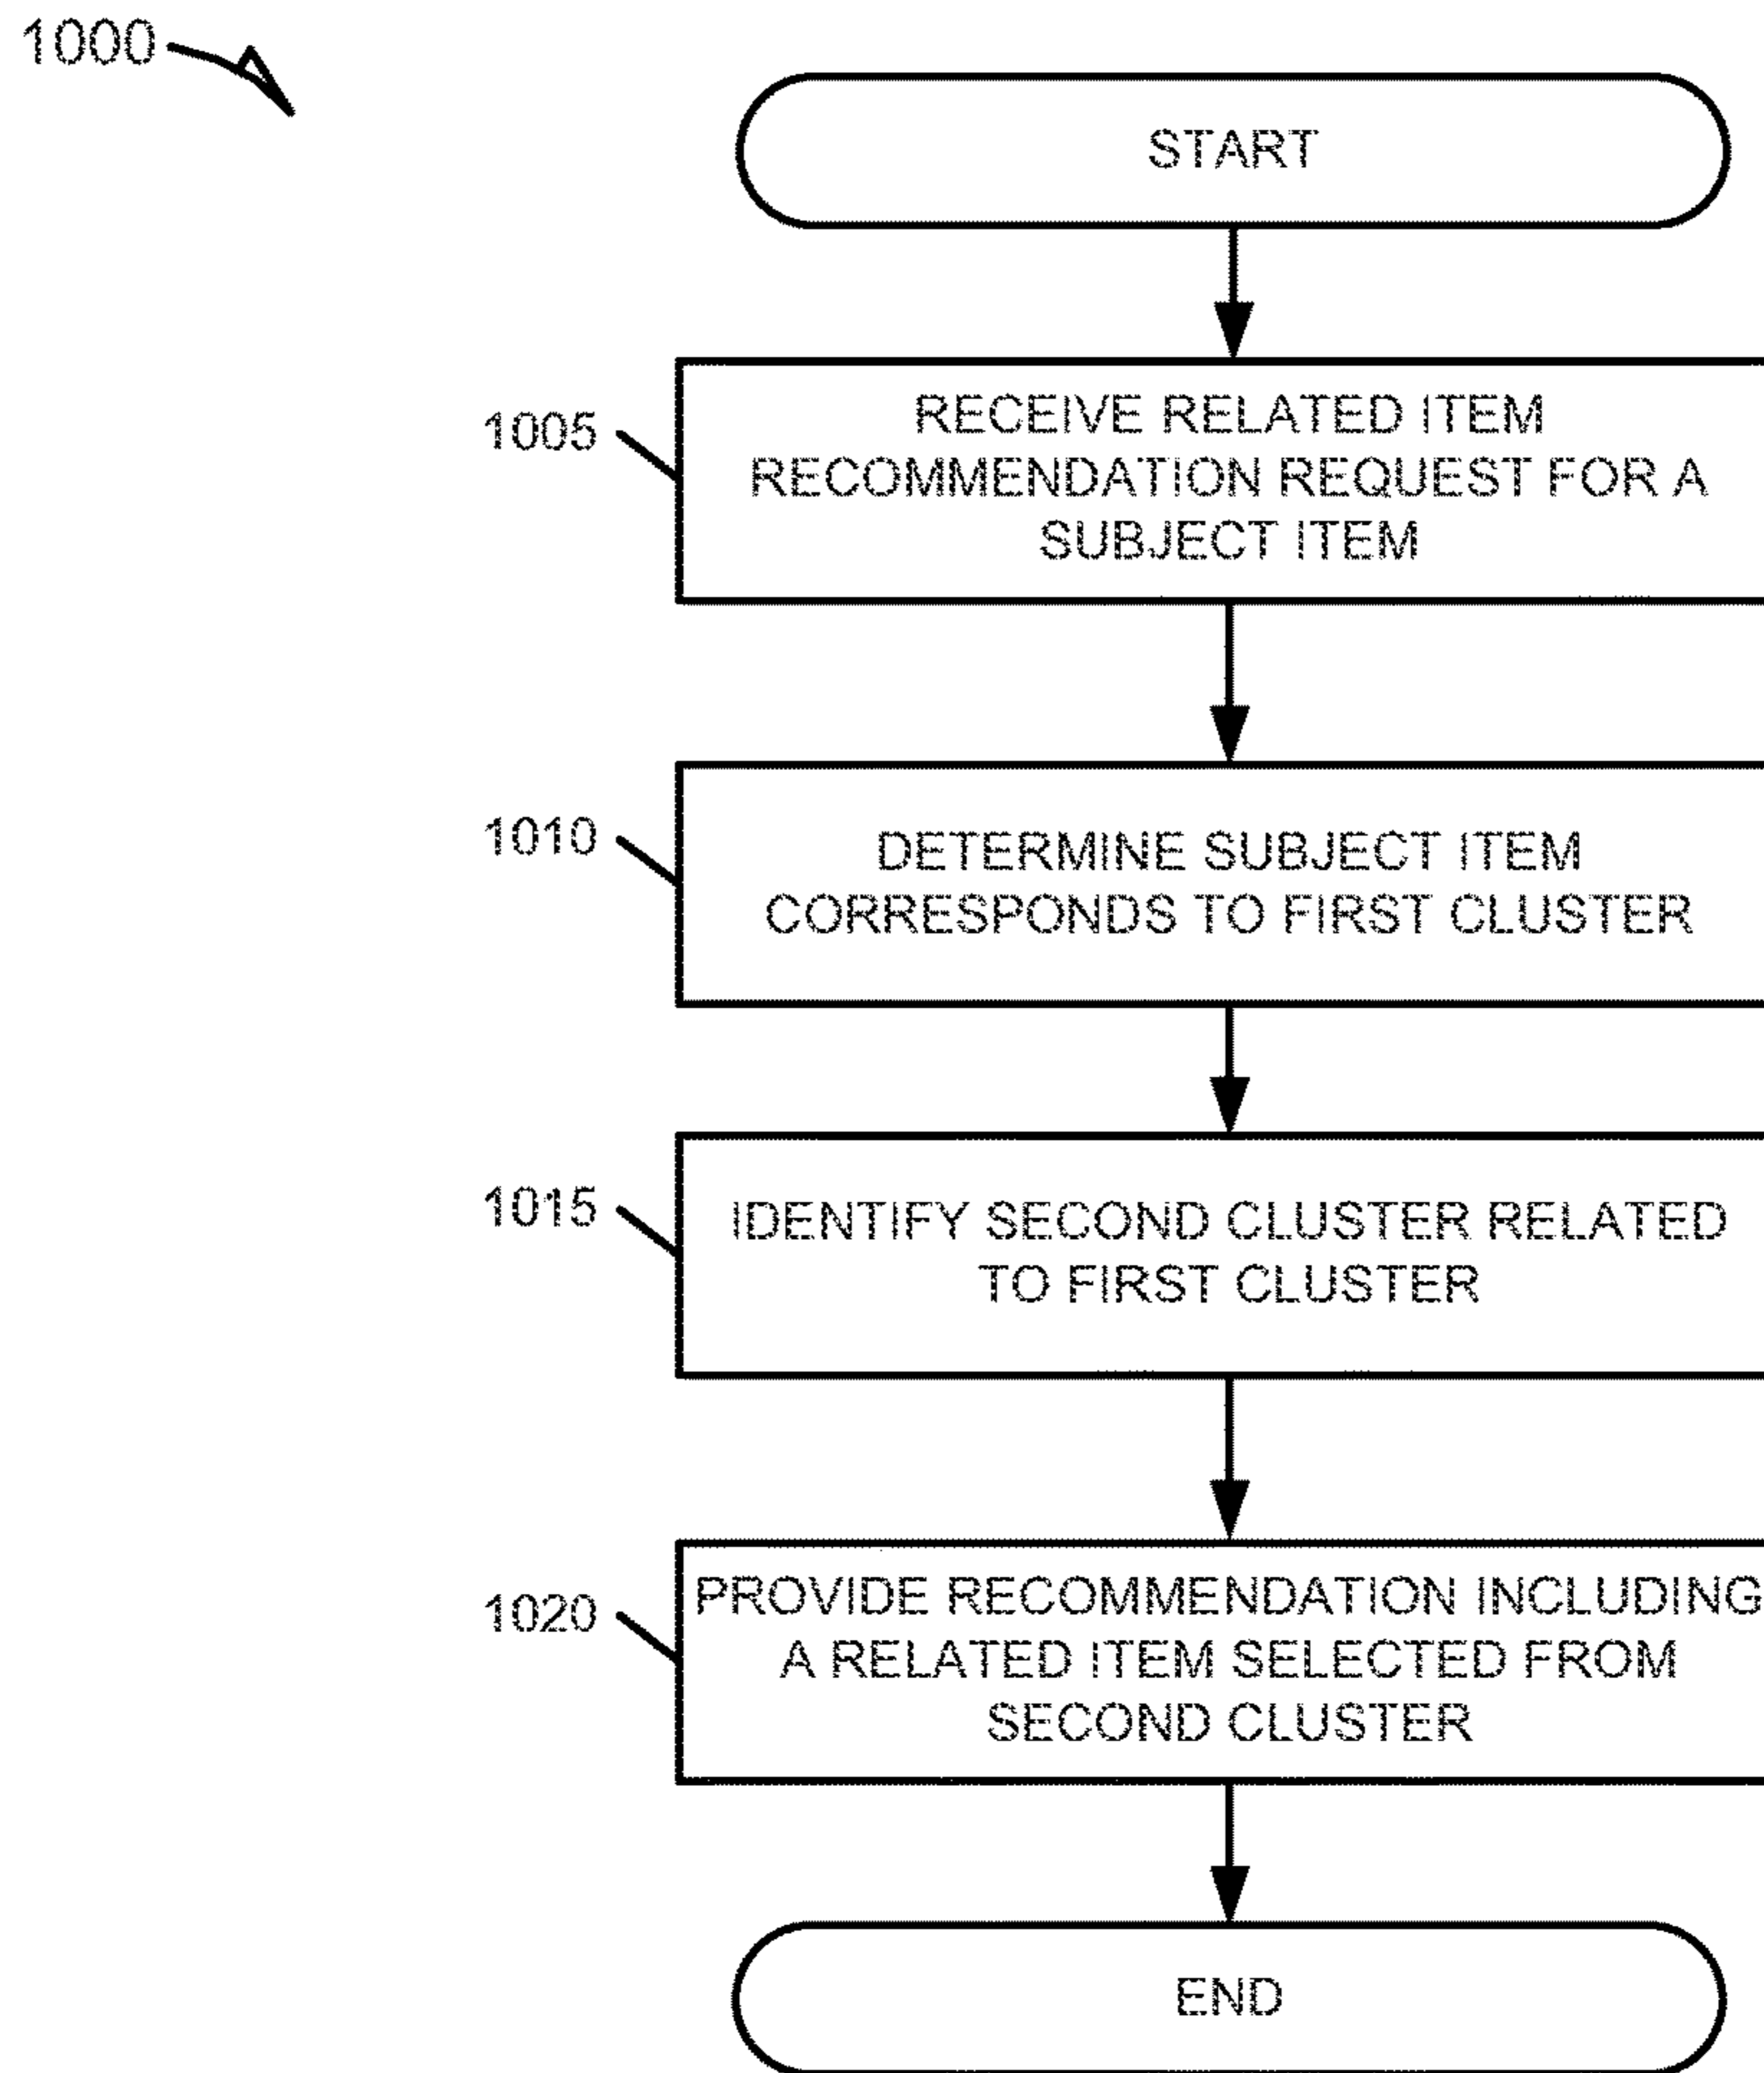 1000
START
1005
RECEIVE RELATED ITEM
RECOMMENDATION REQUEST FOR A
SUBJECT ITEM
1010
DETERMINE SUBJECT ITEM
CORRESPONDS TO FIRST CLUSTER
1015
IDENTIFY SECOND CLUSTER RELATED
TO FIRST CLUSTER
1020
PROVIDE RECOMMENDATION INCLUDING
A RELATED ITEM SELECTED FROM
SECOND CLUSTER
END